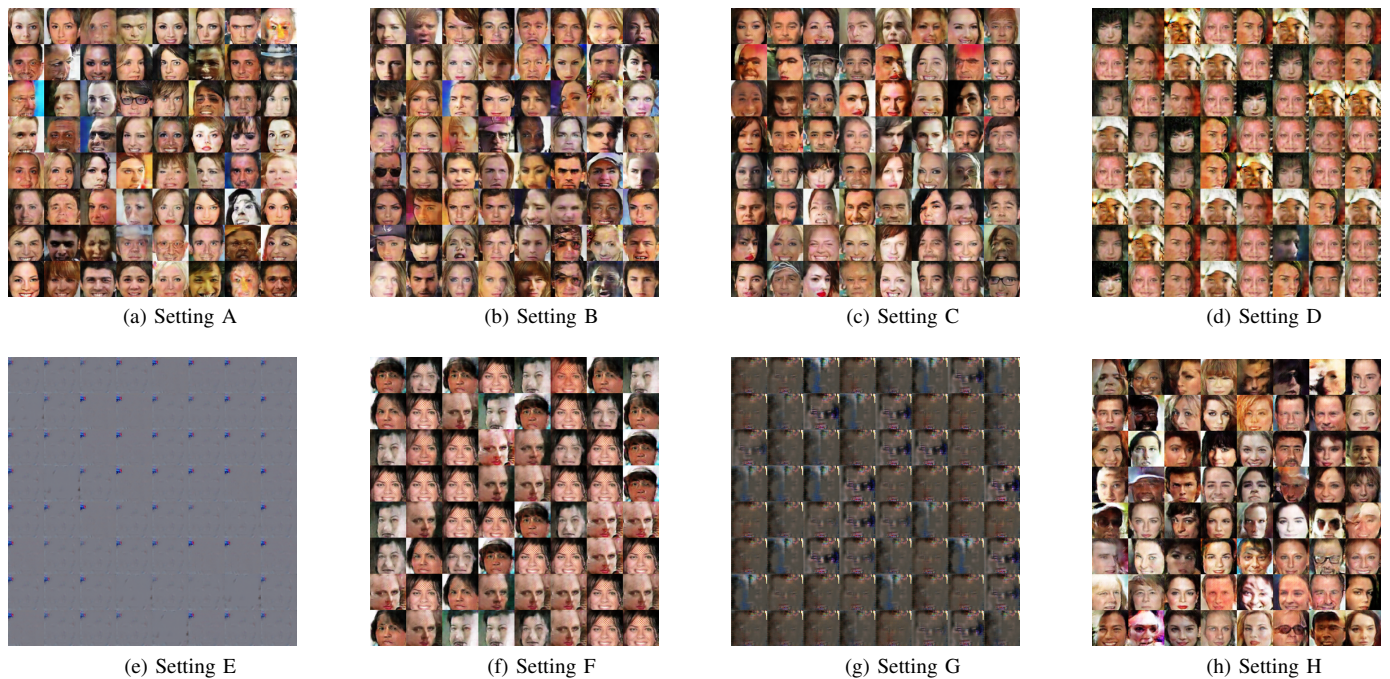 (a) Setting A
(b) Setting B
(c) Setting C
(d) Setting D
(e) Setting E
(f) Setting F
(g) Setting G
(h) Setting H